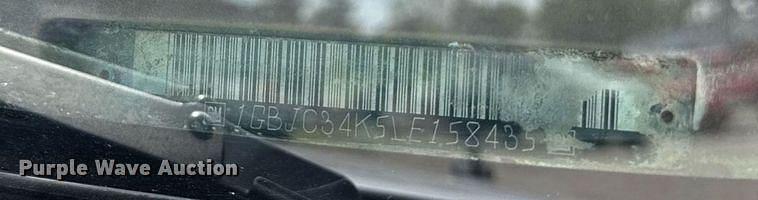 1GBJC34K5LE158435
Purple Wave Auction